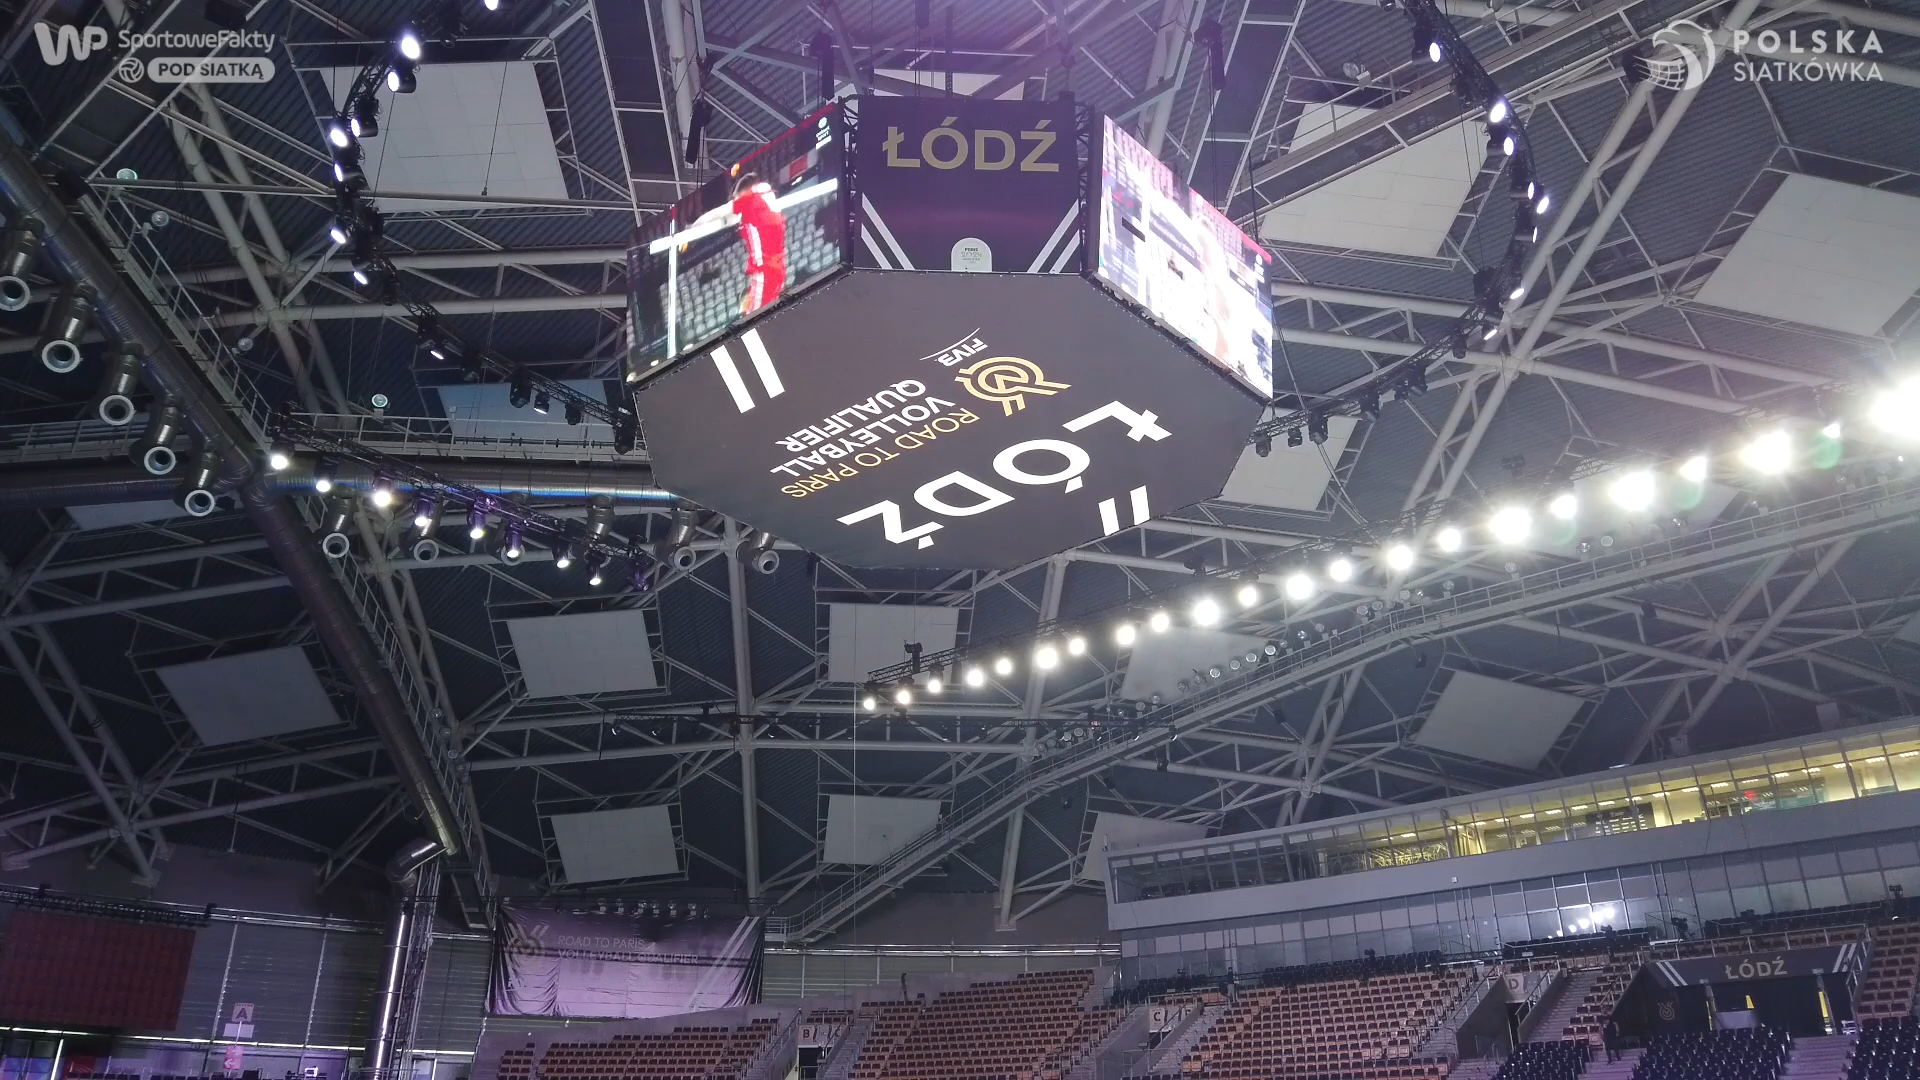 WP SportoweFakty
POD SIATKĄ
POLSKA
SIATKÓWKA
ŁÓDŹ
2024
FIVB
ROAD TO PARIS
VOLLEYBALL
QUALIFIER
ŁÓDŹ
ROAD TO PARIS
VOLLEYBALL QUALIFIER
ŁÓDŹ
A
B
C
D